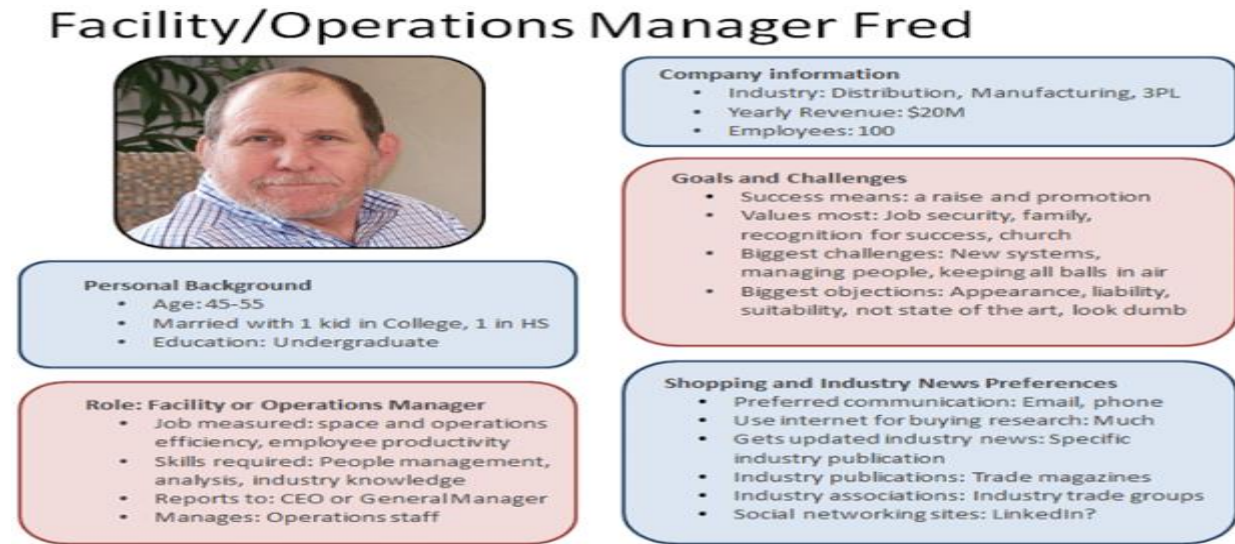 Facility/Operations Manager Fred
Personal Background
• Age: 45-55
• Married with 1 kid in College, 1 in HS
• Education: Undergraduate
Role: Facility or Operations Manager
• Job measured: space and operations
efficiency, employee productivity
• Skills required: People management,
analysis, industry knowledge
• Reports to: CEO or General Manager
• Manages: Operations staff
Company information
• Industry: Distribution, Manufacturing, 3PL
• Yearly Revenue: $20M
• Employees: 100
Goals and Challenges
• Success means: a raise and promotion
• Values most: Job security, family,
recognition for success, church
• Biggest challenges: New systems,
managing people, keeping all balls in air
• Biggest objections: Appearance, liability,
suitability, not state of the art, look dumb
Shopping and Industry News Preferences
• Preferred communication: Email, phone
• Use internet for buying research: Much
• Gets updated industry news: Specific
industry publication
• Industry publications: Trade magazines
• Industry associations: Industry trade groups
• Social networking sites: LinkedIn?